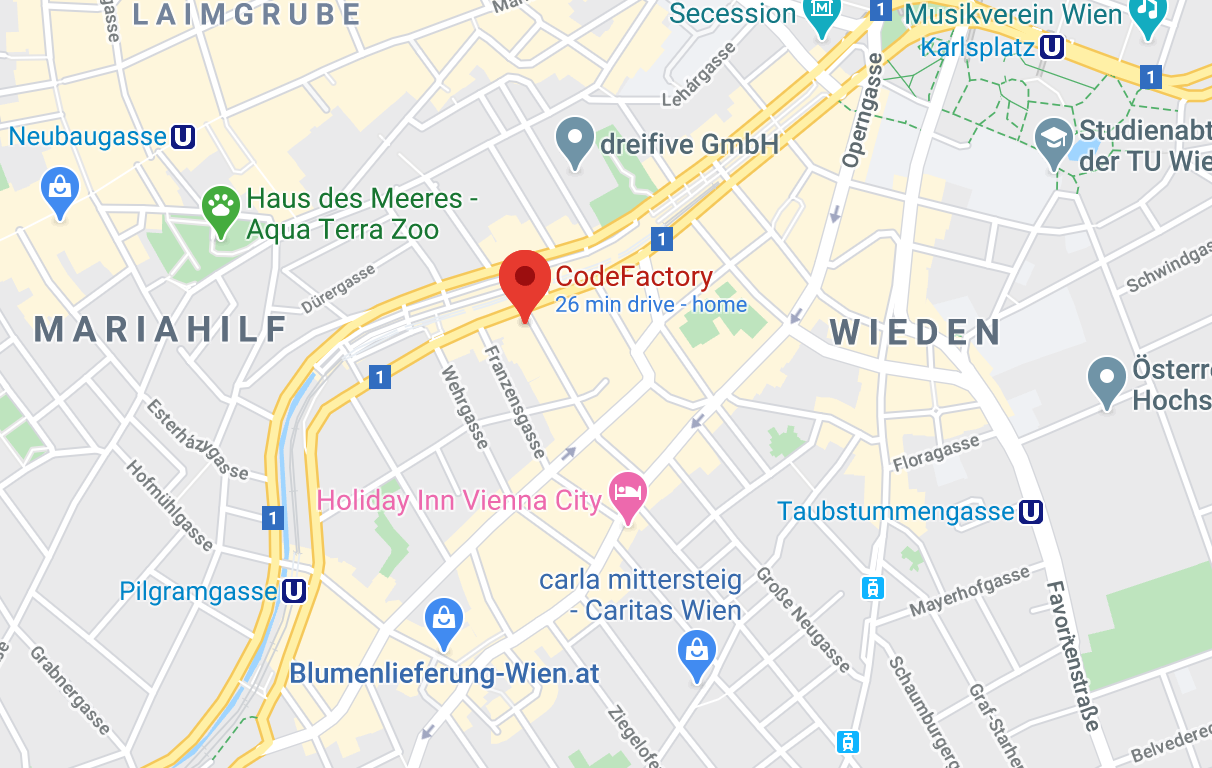 LAIMGRUBE
Secession
1
Musikverein Wien
Karlsplatz U
1
Lehárgasse
Operngasse
Neubaugasse U
dreifive GmbH
Studienabt
der TU Wie
Haus des Meeres -
Aqua Terra Zoo
1
Schwindgas
Dürergasse
CodeFactory
26 min drive - home
MARIAHILF
WIEDEN
1
Wehrgasse
Franzensgasse
Österre
Hochs
Esterházygasse
Floragasse
Hofmühlgasse
Holiday Inn Vienna City
1
Taubstummengasse U
Pilgramgasse U
carla mittersteig
- Caritas Wien
Große Neugasse
Mayerhofgasse
Favoritenstraße
Blumenlieferung-Wien.at
Grabnergasse
Schaumburgerg
Graf-Starhe
Ziegelofe
Belvedereg